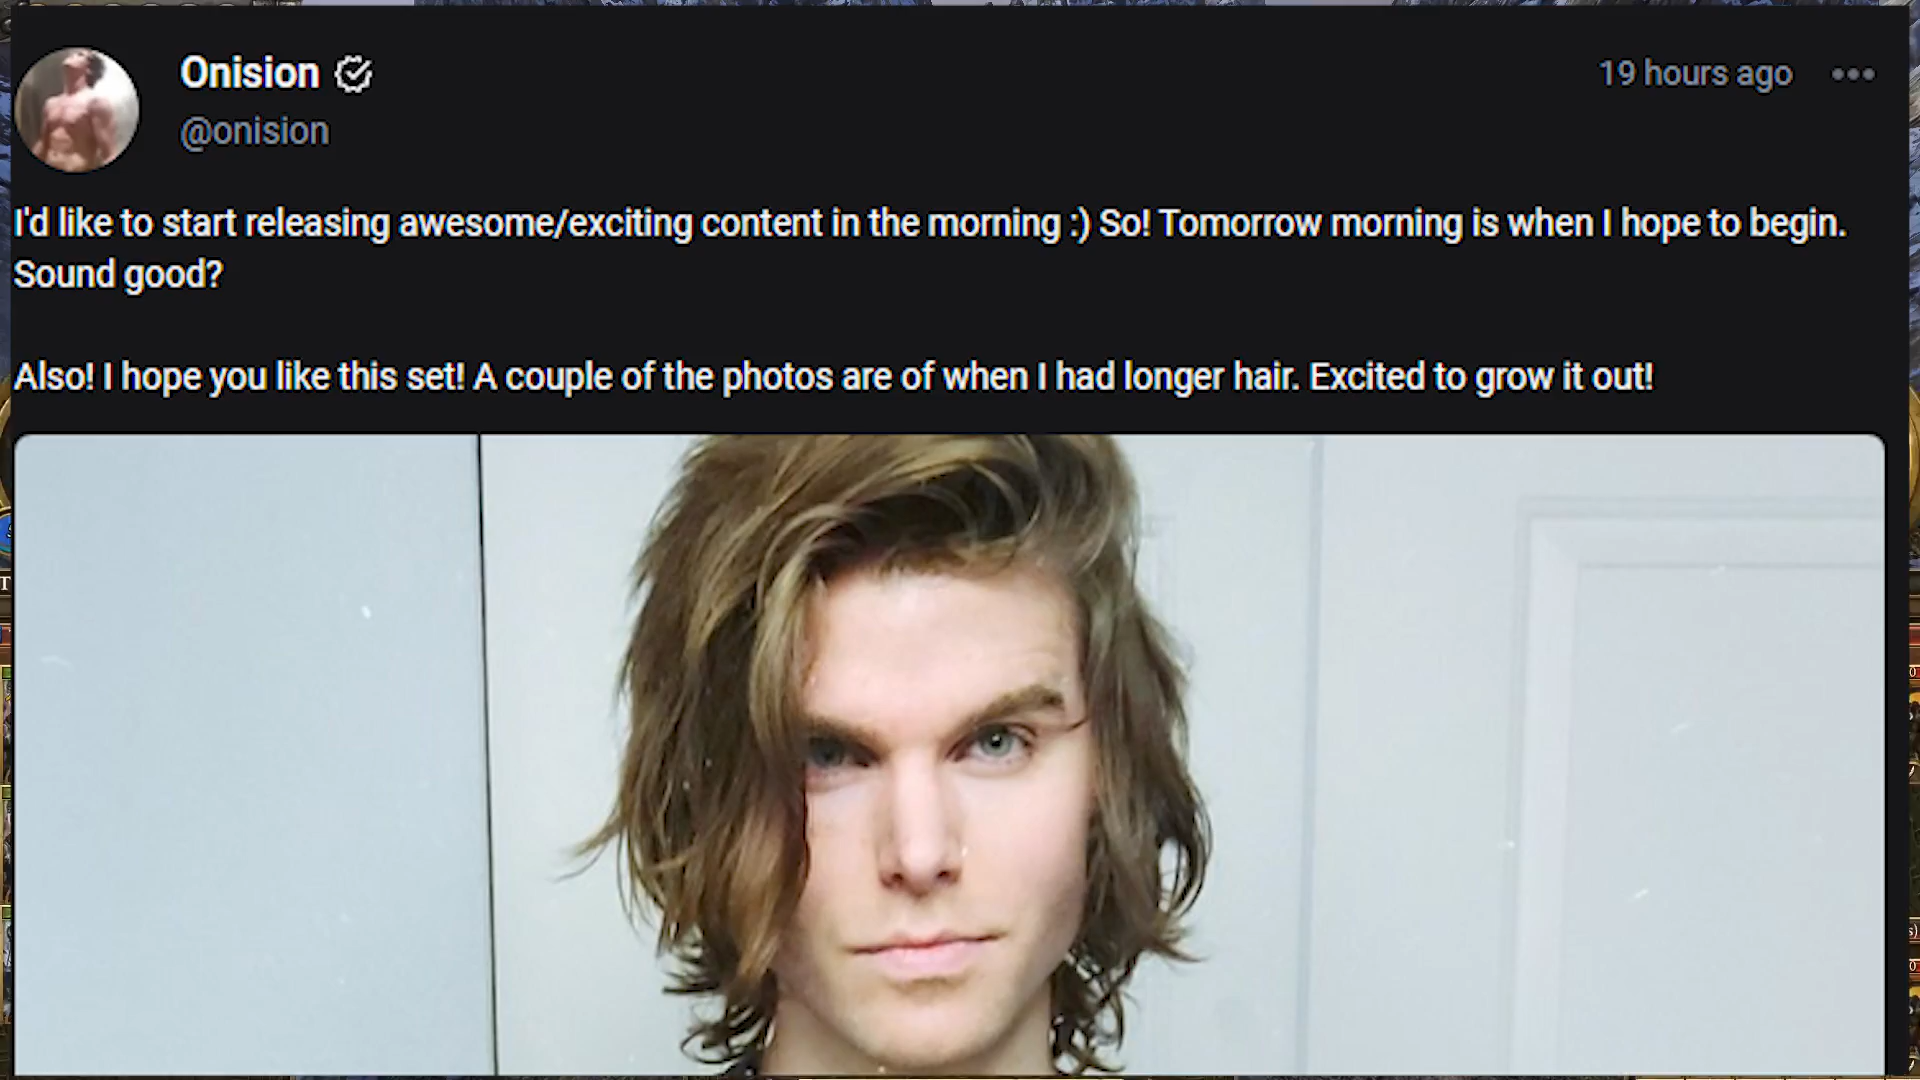 Onision
19 hours ago
@onision
I'd like to start releasing awesome/exciting content in the morning :) So! Tomorrow morning is when I hope to begin.
Sound good?
Also! I hope you like this set! A couple of the photos are of when I had longer hair. Excited to grow it out!